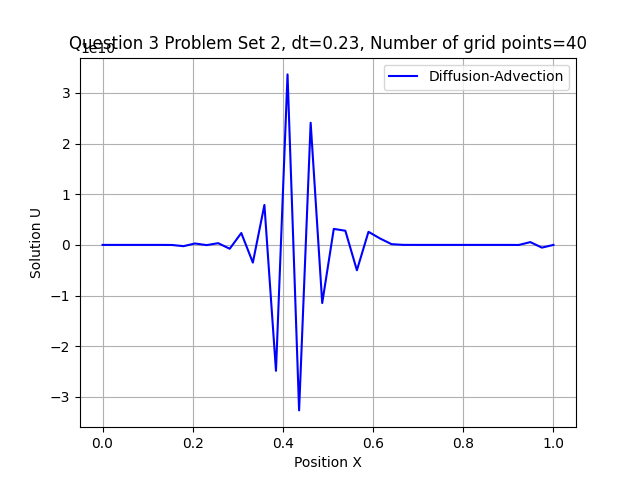 Question 3 Problem Set 2, dt=0.23, Number of grid points=40
1e10
Diffusion-Advection
3
2
1
0
−1
−2
−3
Solution U
0.0 0.2 0.4 0.6 0.8 1.0
Position X